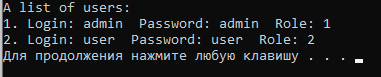 A list of users:
1. Login: admin  Password: admin  Role: 1
2. Login: user  Password: user  Role: 2
Для продолжения нажмите любую клавишу . . .